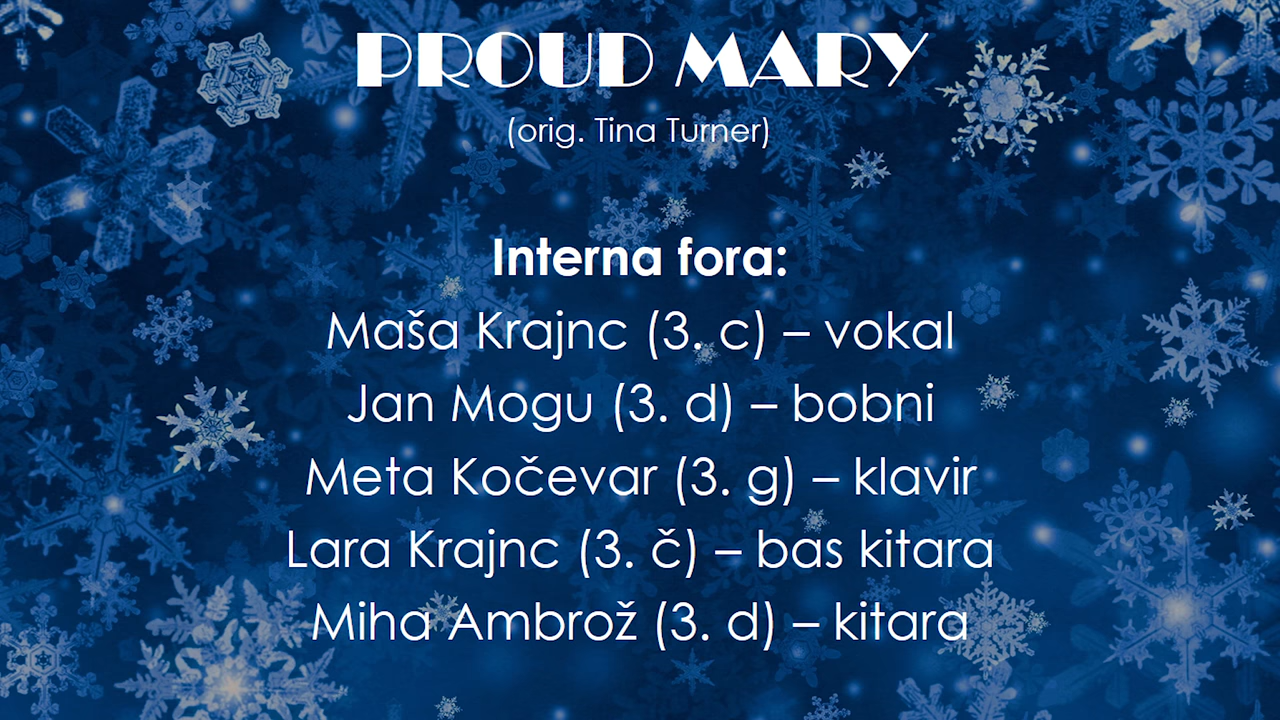 PROUD MARY
(orig. Tina Turner)
Interna fora:
Maša Krajnc (3. c) – vokal
Jan Mogu (3. d) – bobni
Meta Kočevar (3. g) – klavir
Lara Krajnc (3. č) – bas kitara
Miha Ambrož (3. d) – kitara